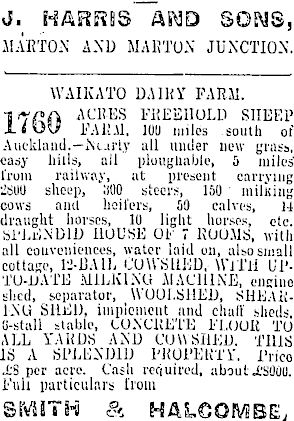 J. HARRIS AND SONS,
MARTON AND MARTON JUNCTION.
WAIKATO DAIRY FARM.
1760 ACRES FREEHOLD SHEEP
FARM, 100 miles south of
Auckland.—Nearly all under new grass,
easy hills, all ploughable, 5 miles
from railway, at present carrying
2800 sheep, 300 steers, 150 milking
cows and heifers, 50 calves, 14
draught horses, 10 light horses, etc.
SPLENDID HOUSE OF 7 ROOMS, with
all conveniences, water laid on, also small
cottage, 12-BAIL COWSHED, WITH UP-
TO-DATE MILKING MACHINE, engine
shed, separator, WOOLSHED, SHEAR-
ING SHED, implement and chaff sheds,
6-stall stable, CONCRETE FLOOR TO
ALL YARDS AND COWSHED. THIS
IS A SPLENDID PROPERTY. Price
£8 per acre. Cash required, about £8000.
Full particulars from
SMITH & HALCOMBE,